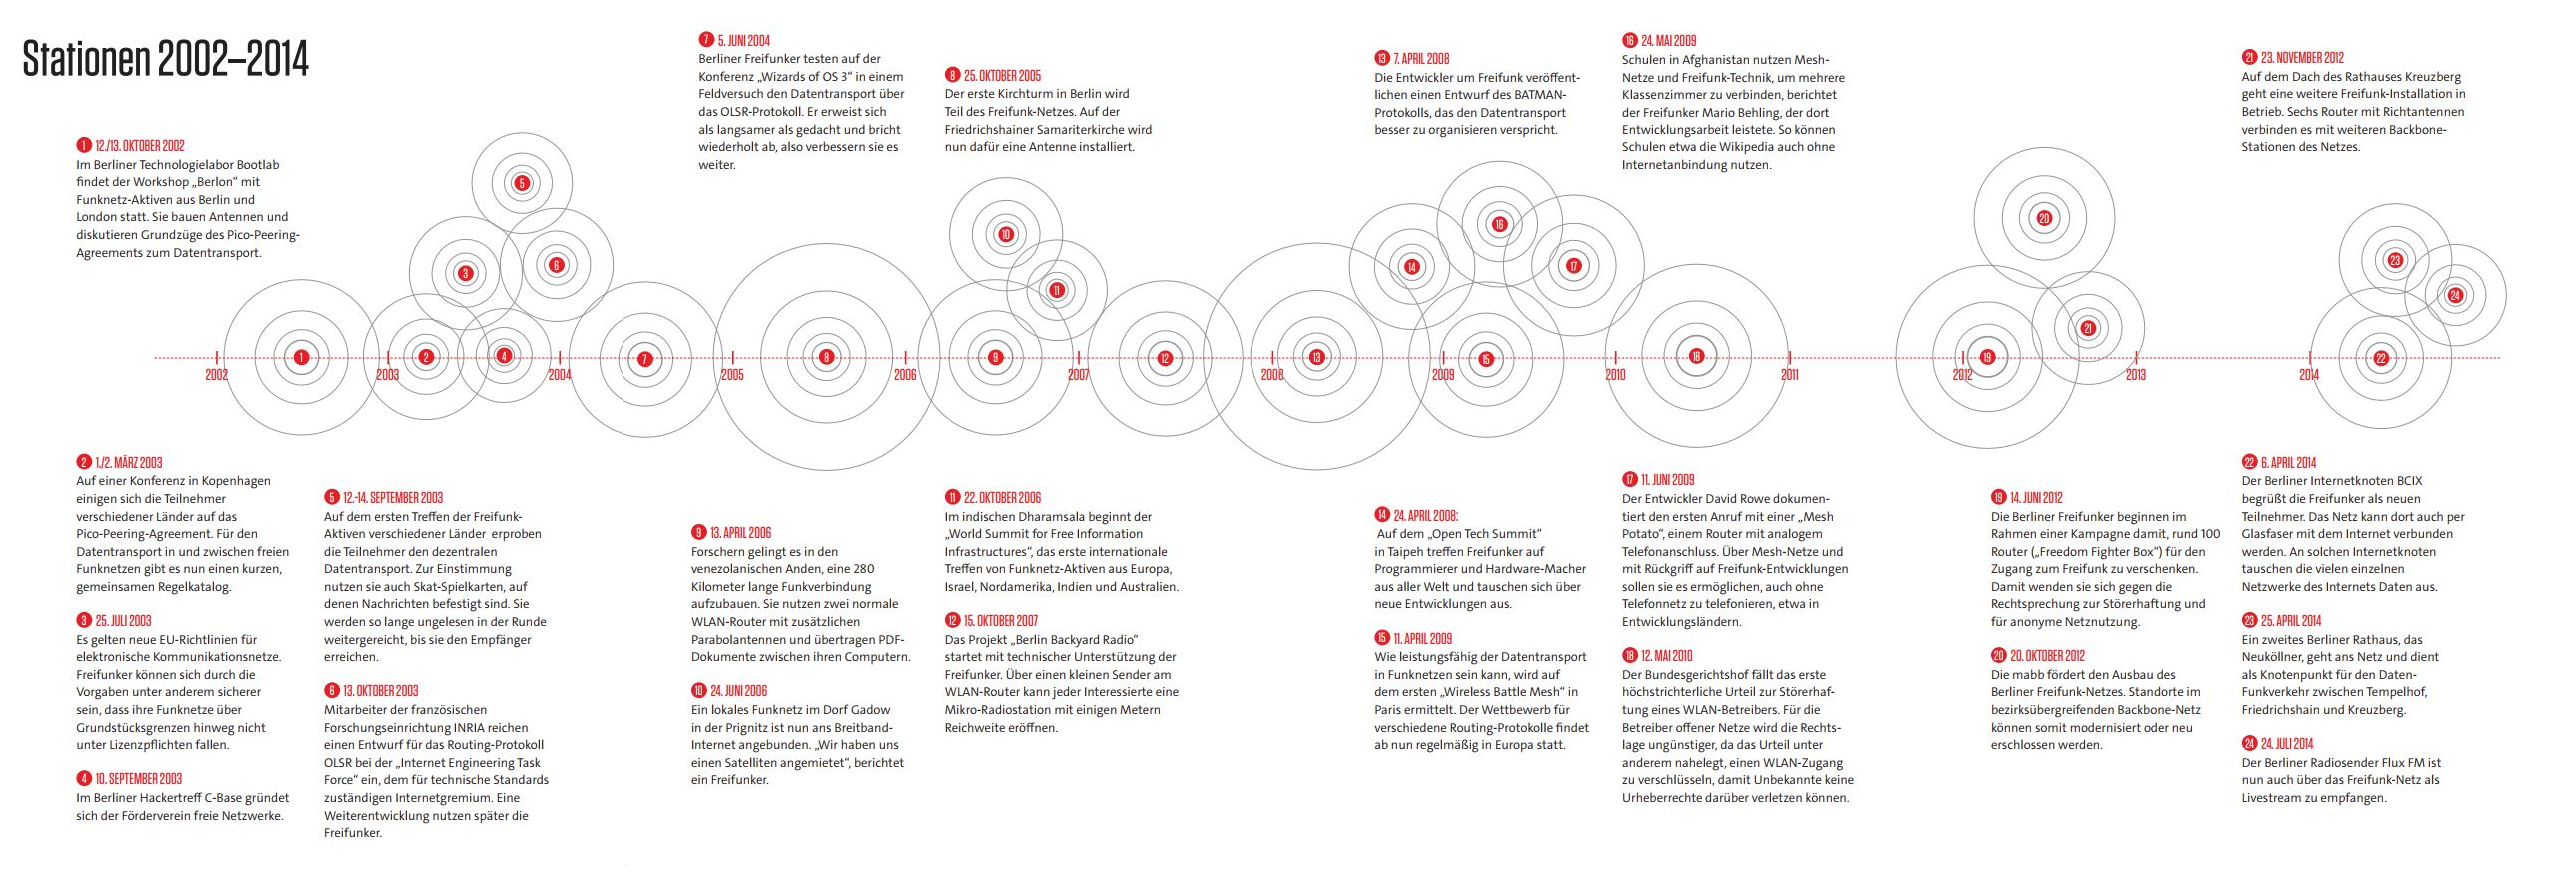 Stationen 2002–2014
1 12./13. OKTOBER 2002
Im Berliner Technologielabor Bootlab
findet der Workshop „Berlon“ mit
Funknetz-Aktiven aus Berlin und
London statt. Sie bauen Antennen und
diskutieren Grundzüge des Pico-Peering-
Agreements zum Datentransport.
7 5. JUNI 2004
Berliner Freifunker testen auf der
Konferenz „Wizards of OS 3“ in einem
Feldversuch den Datentransport über
das OLSR-Protokoll. Er erweist sich
als langsamer als gedacht und bricht
wiederholt ab, also verbessern sie es
weiter.
8 25. OKTOBER 2005
Der erste Kirchturm in Berlin wird
Teil des Freifunk-Netzes. Auf der
Friedrichshainer Samariterkirche wird
nun dafür eine Antenne installiert.
13 7. APRIL 2008
Die Entwickler um Freifunk veröffent-
lichen einen Entwurf des BATMAN-
Protokolls, das den Datentransport
besser zu organisieren verspricht.
16 24. MAI 2009
Schulen in Afghanistan nutzen Mesh-
Netze und Freifunk-Technik, um mehrere
Klassenzimmer zu verbinden, berichtet
der Freifunker Mario Behling, der dort
Entwicklungsarbeit leistete. So können
Schulen etwa die Wikipedia auch ohne
Internetanbindung nutzen.
21 23. NOVEMBER 2012
Auf dem Dach des Rathauses Kreuzberg
geht eine weitere Freifunk-Installation in
Betrieb. Sechs Router mit Richtantennen
verbinden es mit weiteren Backbone-
Stationen des Netzes.
5
20
16
10
3
6
14
17
23
11
24
21
1
2
4
7
8
9
12
13
15
18
19
22
2002
2003
2004
2005
2006
2007
2008
2009
2010
2011
2012
2013
2014
2 1./2. MÄRZ 2003
Auf einer Konferenz in Kopenhagen
einigen sich die Teilnehmer
verschiedener Länder auf das
Pico-Peering-Agreement. Für den
Datentransport in und zwischen freien
Funknetzen gibt es nun einen kurzen,
gemeinsamen Regelkatalog.
3 25. JULI 2003
Es gelten neue EU-Richtlinien für
elektronische Kommunikationsnetze.
Freifunker können sich durch die
Vorgaben unter anderem sicherer
sein, dass ihre Funknetze über
Grundstücksgrenzen hinweg nicht
unter Lizenzpflichten fallen.
4 10. SEPTEMBER 2003
Im Berliner Hackertreff C-Base gründet
sich der Förderverein freie Netzwerke.
5 12.-14. SEPTEMBER 2003
Auf dem ersten Treffen der Freifunk-
Aktiven verschiedener Länder erproben
die Teilnehmer den dezentralen
Datentransport. Zur Einstimmung
nutzen sie auch Skat-Spielkarten, auf
denen Nachrichten befestigt sind. Sie
werden so lange ungelesen in der Runde
weitergereicht, bis sie den Empfänger
erreichen.
6 13. OKTOBER 2003
Mitarbeiter der französischen
Forschungseinrichtung INRIA reichen
einen Entwurf für das Routing-Protokoll
OLSR bei der „Internet Engineering Task
Force“ ein, dem für technische Standards
zuständigen Internetgremium. Eine
Weiterentwicklung nutzen später die
Freifunker.
9 13. APRIL 2006
Forschern gelingt es in den
venezolanischen Anden, eine 280
Kilometer lange Funkverbindung
aufzubauen. Sie nutzen zwei normale
WLAN-Router mit zusätzlichen
Parabolantennen und übertragen PDF-
Dokumente zwischen ihren Computern.
10 24. JUNI 2006
Ein lokales Funknetz im Dorf Gadow
in der Prignitz ist nun ans Breitband-
Internet angebunden. „Wir haben uns
einen Satelliten angemietet“, berichtet
ein Freifunker.
11 22. OKTOBER 2006
Im indischen Dharamsala beginnt der
„World Summit for Free Information
Infrastructures“, das erste internationale
Treffen von Funknetz-Aktiven aus Europa,
Israel, Nordamerika, Indien und Australien.
12 15. OKTOBER 2007
Das Projekt „Berlin Backyard Radio“
startet mit technischer Unterstützung der
Freifunker. Über einen kleinen Sender am
WLAN-Router kann jeder Interessierte eine
Mikro-Radiostation mit einigen Metern
Reichweite eröffnen.
14 24. APRIL 2008:
Auf dem „Open Tech Summit“
in Taipeh treffen Freifunker auf
Programmierer und Hardware-Macher
aus aller Welt und tauschen sich über
neue Entwicklungen aus.
15 11. APRIL 2009
Wie leistungsfähig der Datentransport
in Funknetzen sein kann, wird auf
dem ersten „Wireless Battle Mesh“ in
Paris ermittelt. Der Wettbewerb für
verschiedene Routing-Protokolle findet
ab nun regelmäßig in Europa statt.
17 11. JUNI 2009
Der Entwickler David Rowe dokumen-
tiert den ersten Anruf mit einer „Mesh
Potato“, einem Router mit analogem
Telefonanschluss. Über Mesh-Netze und
mit Rückgriff auf Freifunk-Entwicklungen
sollen sie es ermöglichen, auch ohne
Telefonnetz zu telefonieren, etwa in
Entwicklungsländern.
18 12. MAI 2010
Der Bundesgerichtshof fällt das erste
höchstrichterliche Urteil zur Störerhaf-
tung eines WLAN-Betreibers. Für die
Betreiber offener Netze wird die Rechts-
lage ungünstiger, da das Urteil unter
anderem nahelegt, einen WLAN-Zugang
zu verschlüsseln, damit Unbekannte keine
Urheberrechte darüber verletzen können.
19 14. JUNI 2012
Die Berliner Freifunker beginnen im
Rahmen einer Kampagne damit, rund 100
Router („Freedom Fighter Box“) für den
Zugang zum Freifunk zu verschenken.
Damit wenden sie sich gegen die
Rechtsprechung zur Störerhaftung und
für anonyme Netznutzung.
20 20. OKTOBER 2012
Die mabb fördert den Ausbau des
Berliner Freifunk-Netzes. Standorte im
bezirksübergreifenden Backbone-Netz
können somit modernisiert oder neu
erschlossen werden.
22 6. APRIL 2014
Der Berliner Internetknoten BCIX
begrüßt die Freifunker als neuen
Teilnehmer. Das Netz kann dort auch per
Glasfaser mit dem Internet verbunden
werden. An solchen Internetknoten
tauschen die vielen einzelnen
Netzwerke des Internets Daten aus.
23 25. APRIL 2014
Ein zweites Berliner Rathaus, das
Neuköllner, geht ans Netz und dient
als Knotenpunkt für den Daten-
Funkverkehr zwischen Tempelhof,
Friedrichshain und Kreuzberg.
24 24. JULI 2014
Der Berliner Radiosender Flux FM ist
nun auch über das Freifunk-Netz als
Livestream zu empfangen.